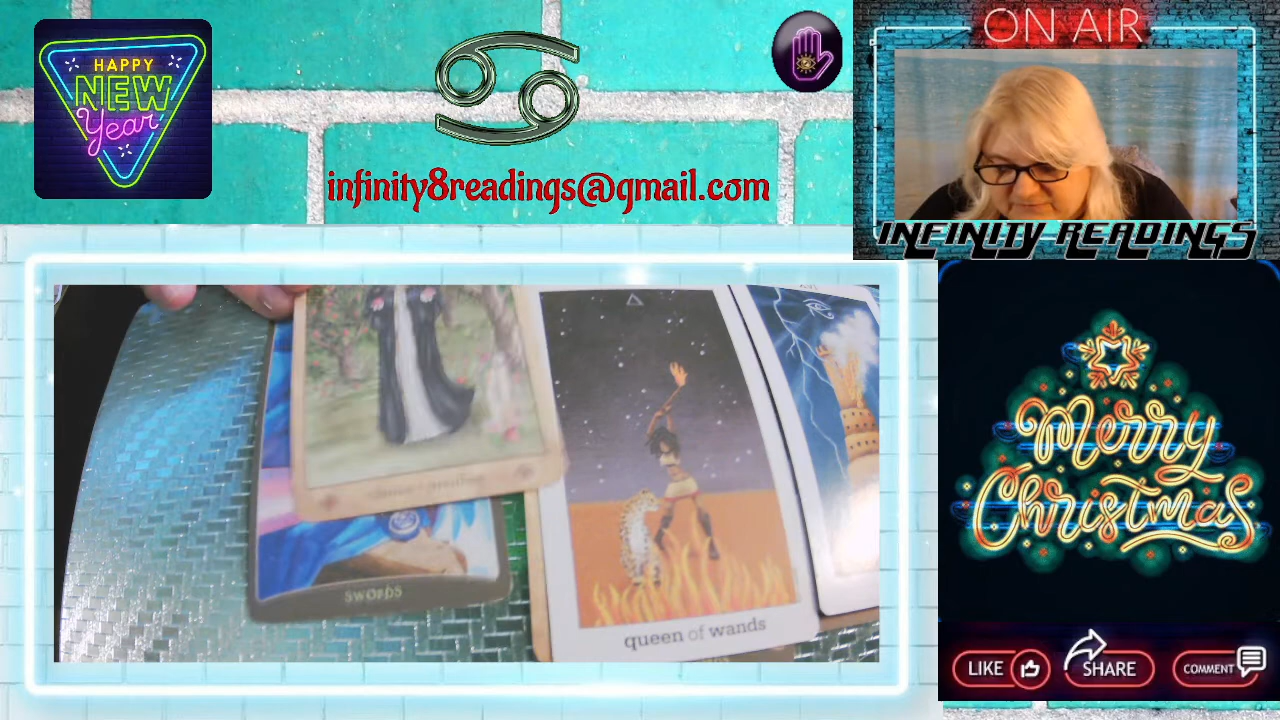 HAPPY
NEW
Year
infinity8readings@gmail.com
ON AIR
INFINITY READINGS
SWORDS
queen of wands
Merry
Christmas
LIKE
SHARE
COMMENT